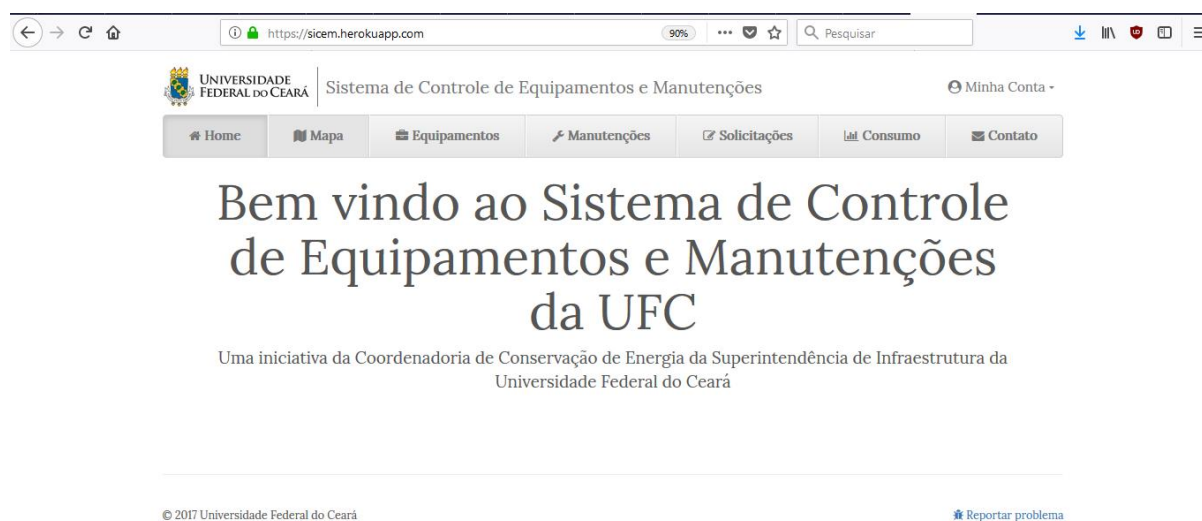 https://sicem.herokuapp.com
90%
Pesquisar
UNIVERSIDADE
FEDERAL DO CEARÁ
Sistema de Controle de Equipamentos e Manutenções
Minha Conta
Home
Mapa
Equipamentos
Manutenções
Solicitações
Consumo
Contato
Bem vindo ao Sistema de Controle
de Equipamentos e Manutenções
da UFC
Uma iniciativa da Coordenadoria de Conservação de Energia da Superintendência de Infraestrutura da
Universidade Federal do Ceará
© 2017 Universidade Federal do Ceará
Reportar problema